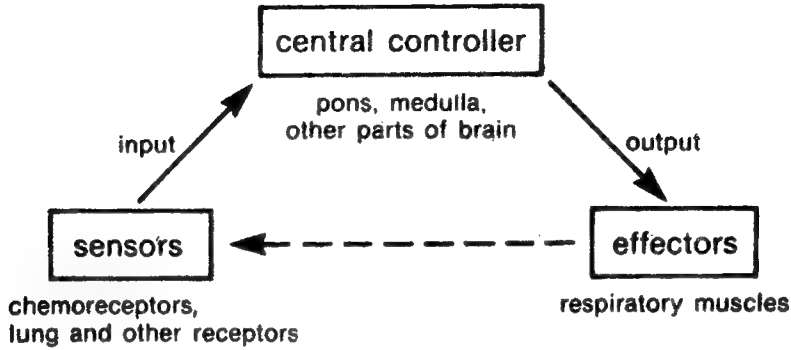 central controller
pons, medulla,
other parts of brain
input
output
sensors
effectors
chemoreceptors,
lung and other receptors
respiratory muscles